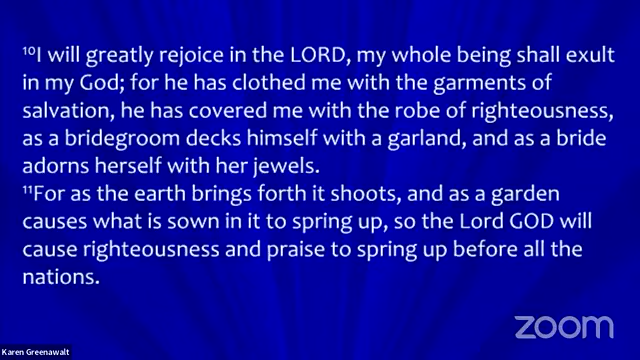 ¹⁰I will greatly rejoice in the LORD, my whole being shall exult
in my God; for he has clothed me with the garments of
salvation, he has covered me with the robe of righteousness,
as a bridegroom decks himself with a garland, and as a bride
adorns herself with her jewels.
¹¹For as the earth brings forth it shoots, and as a garden
causes what is sown in it to spring up, so the Lord GOD will
cause righteousness and praise to spring up before all the
nations.
zoom
Karen Greenawalt